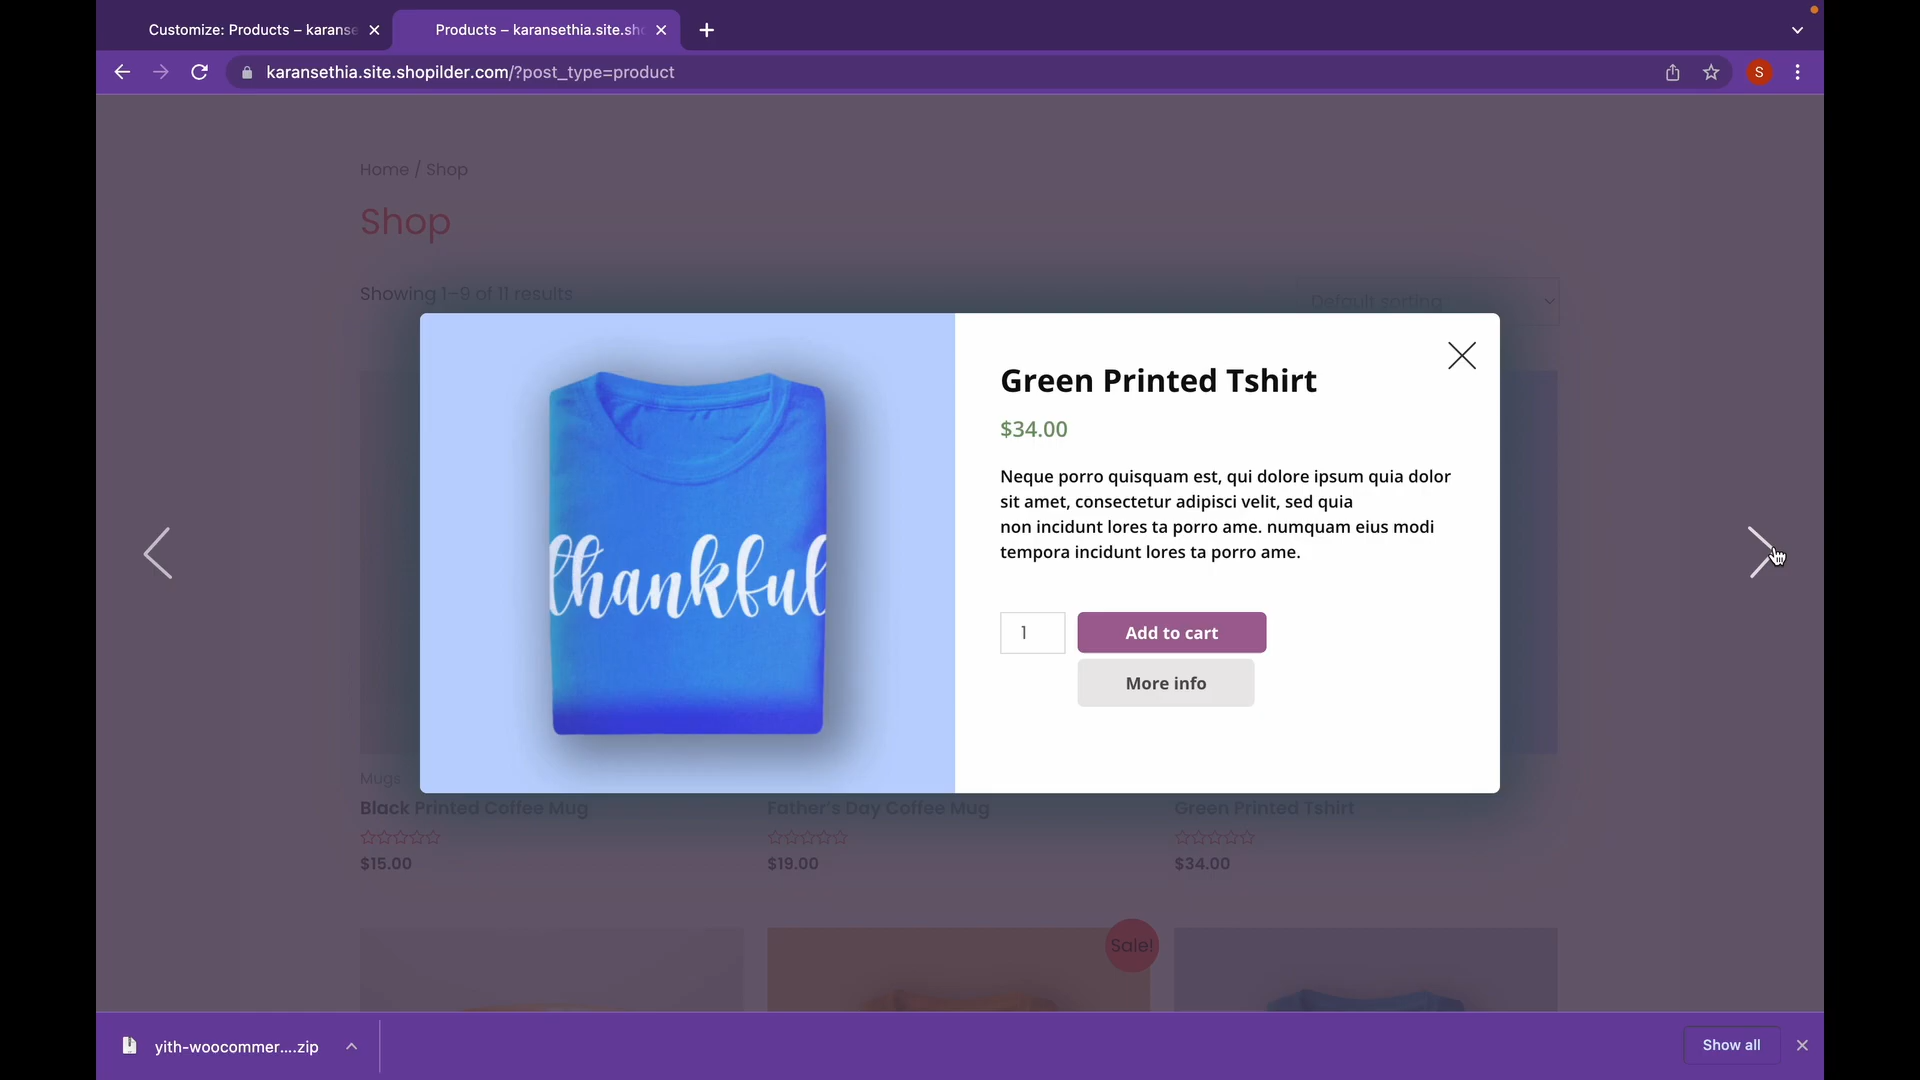 Customize: Products – karanse
Products – karansethia.site.sho
karansethia.site.shopilder.com/?post_type=product
S
Home / Shop
Shop
Showing 1–9 of 11 results
Default sorting
Green Printed Tshirt
$34.00
Neque porro quisquam est, qui dolore ipsum quia dolor
sit amet, consectetur adipisci velit, sed quia
non incidunt lores ta porro ame. numquam eius modi
tempora incidunt lores ta porro ame.
thankful
1
Add to cart
More info
Mugs
Black Printed Coffee Mug
$15.00
Father's Day Coffee Mug
$19.00
Green Printed Tshirt
$34.00
Sale!
yith-woocommer....zip
Show all